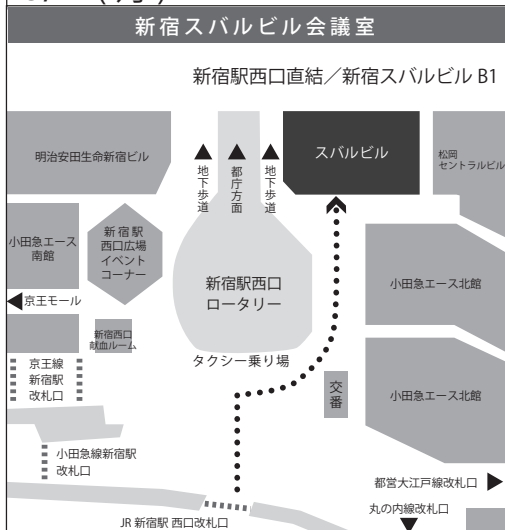 新宿スバルビル会議室
新宿駅西口直結／新宿スバルビル B1
明治安田生命新宿ビル
地下歩道
都庁方面
地下歩道
スバルビル
松岡
セントラルビル
小田急エース
南館
新宿駅
西口広場
イベント
コーナー
新宿駅西口
ロータリー
小田急エース北館
京王モール
新宿西口
献血ルーム
タクシー乗り場
京王線
新宿駅
改札口
交番
小田急エース北館
小田急線新宿駅
改札口
都営大江戸線改札口
丸の内線改札口
JR 新宿駅 西口改札口